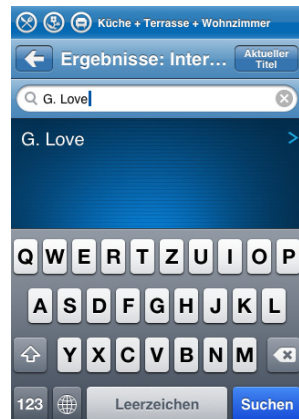 Küche + Terrasse + Wohnzimmer
Ergebnisse: Inter...
Aktueller
Titel
G. Love
G. Love
Q W E R T Z U I O P
A S D F G H J K L
Y X C V B N M
123 Leerzeichen Suchen